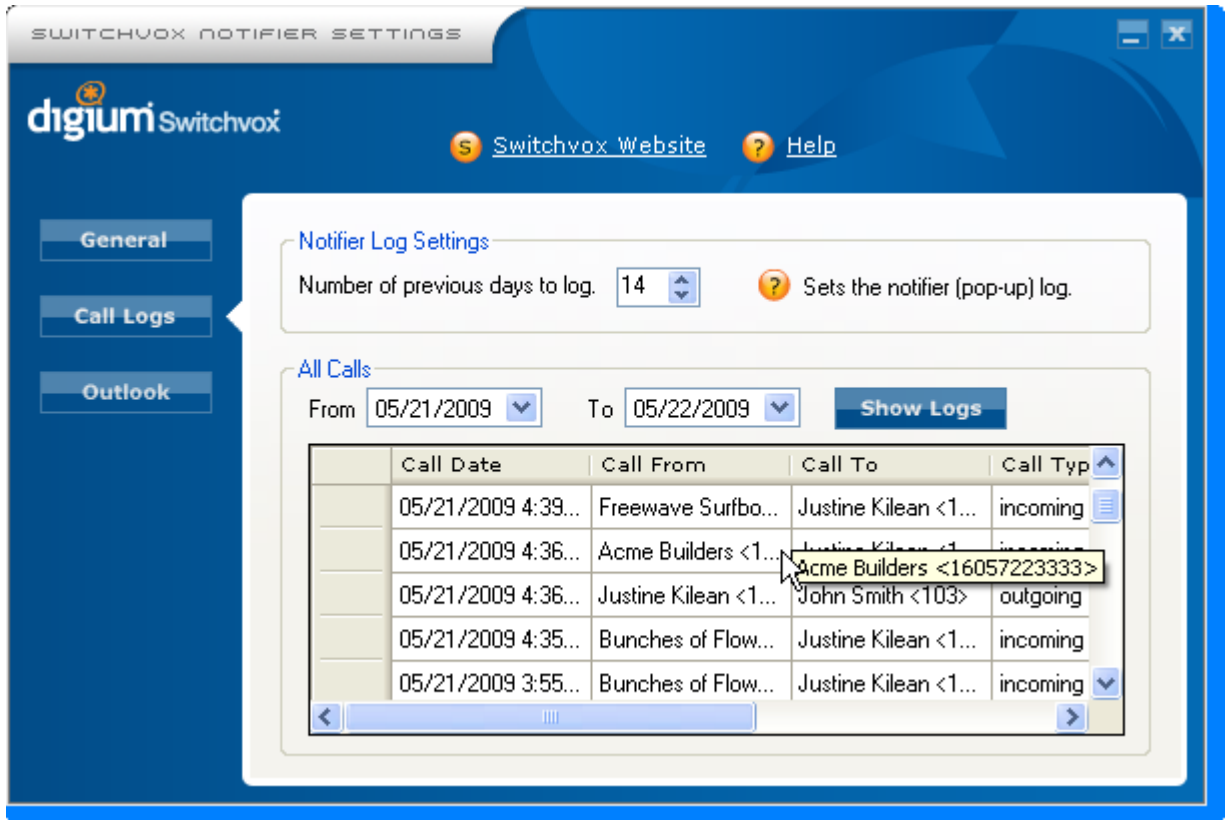 SWITCHVOX NOTIFIER SETTINGS
digium Switchvox
S Switchvox Website ? Help
General
Call Logs
Outlook
Notifier Log Settings
Number of previous days to log. 14 ? Sets the notifier (pop-up) log.
All Calls
From 05/21/2009 To 05/22/2009 Show Logs
Call Date Call From Call To Call Typ
05/21/2009 4:39... Freewave Surfbo... Justine Kilean <1... incoming
05/21/2009 4:36... Acme Builders <1... Justine Kilean <1... incoming
Acme Builders <16057223333>
05/21/2009 4:36... Justine Kilean <1... John Smith <103> outgoing
05/21/2009 4:35... Bunches of Flow... Justine Kilean <1... incoming
05/21/2009 3:55... Bunches of Flow... Justine Kilean <1... incoming